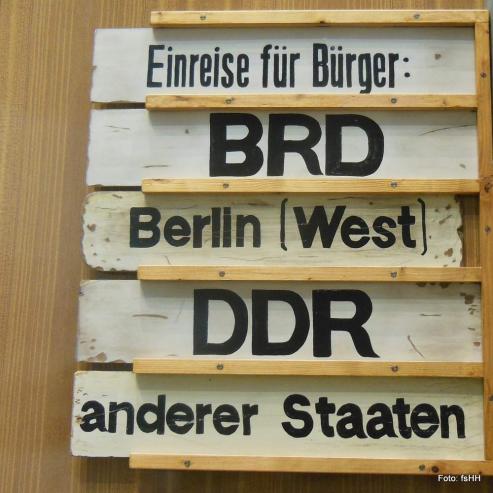 Einreise für Bürger:
BRD
Berlin (West)
DDR
anderer Staaten
Foto: fsHH